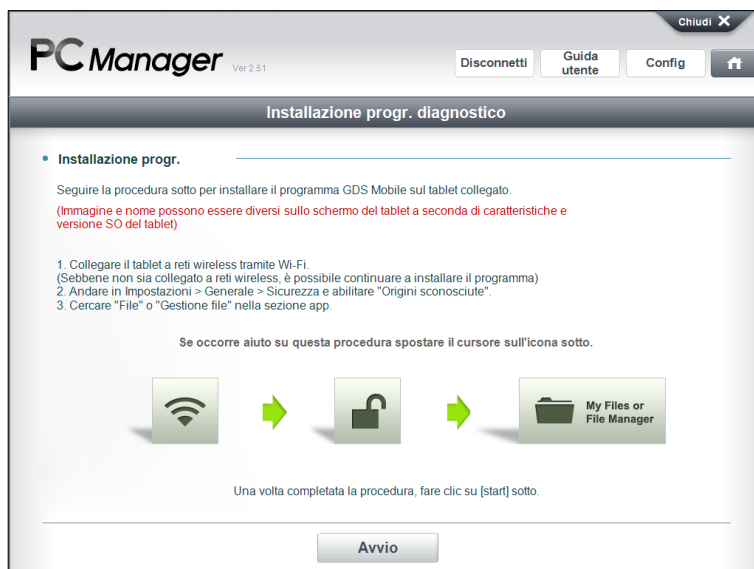 Chiudi
PC Manager Ver 2.51
Disconnetti
Guida
utente
Config
Installazione progr. diagnostico
Installazione progr.
Seguire la procedura sotto per installare il programma GDS Mobile sul tablet collegato.
(Immagine e nome possono essere diversi sullo schermo del tablet a seconda di caratteristiche e
versione SO del tablet)
1. Collegare il tablet a reti wireless tramite Wi-Fi.
(Sebbene non sia collegato a reti wireless, è possibile continuare a installare il programma)
2. Andare in Impostazioni > Generale > Sicurezza e abilitare "Origini sconosciute".
3. Cercare "File" o "Gestione file" nella sezione app.
Se occorre aiuto su questa procedura spostare il cursore sull'icona sotto.
My Files or
File Manager
Una volta completata la procedura, fare clic su [start] sotto.
Avvio